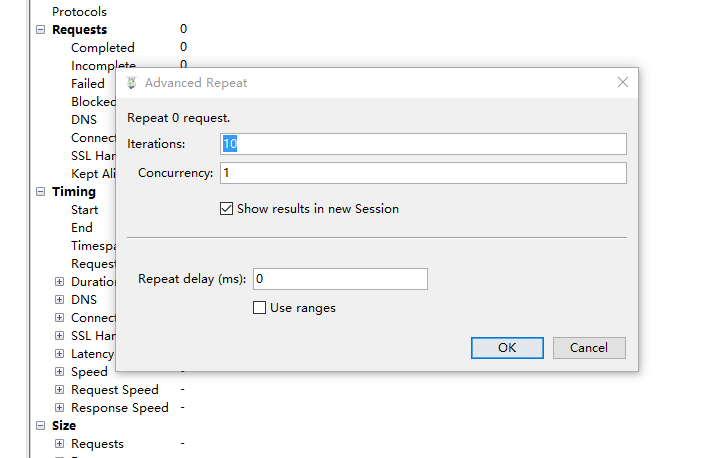 Protocols
Requests 0
Completed 0
Incomplete 0
Failed
Blocked
DNS
Connect
SSL Han
Kept Ali
Timing
Start
End
Timespa
Request
Duration
DNS
Connect
SSL Han
Latency
Speed -
Request Speed -
Response Speed -
Size
Requests -
Advanced Repeat
Repeat 0 request.
Iterations: 10
Concurrency: 1
Show results in new Session
Repeat delay (ms): 0
Use ranges
OK Cancel